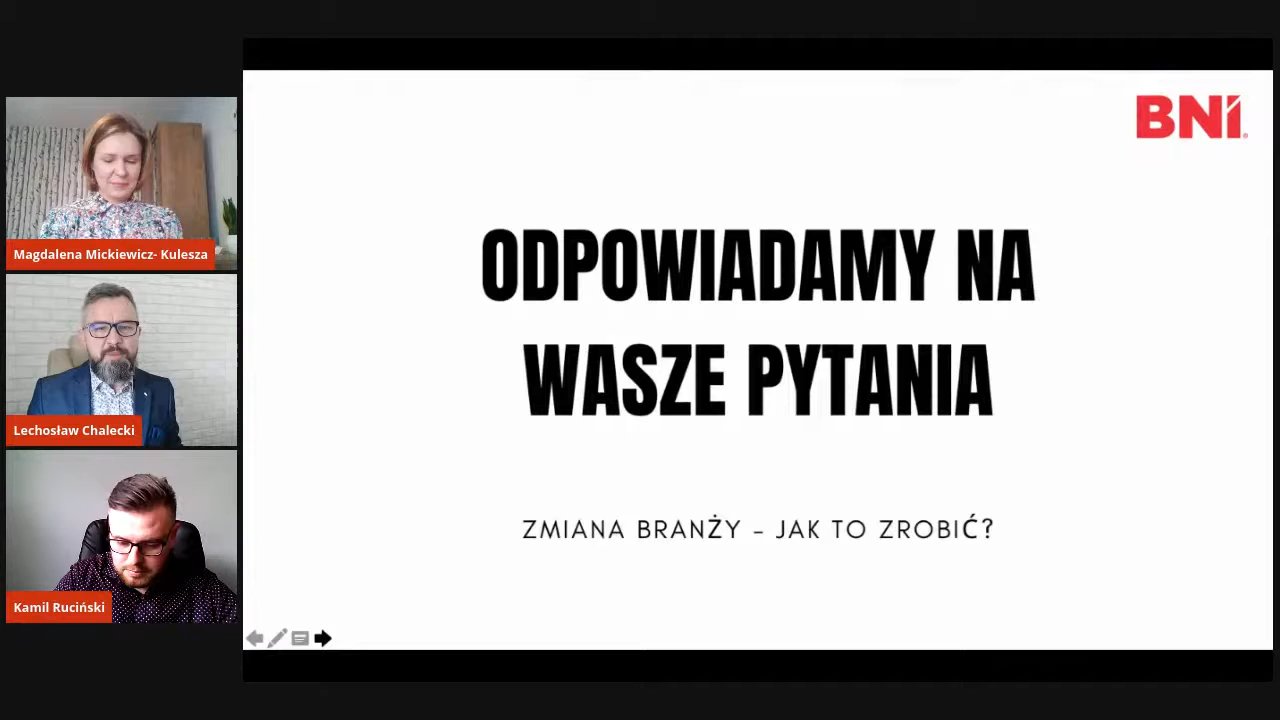 Magdalena Mickiewicz- Kulesza
Lechosław Chalecki
Kamil Ruciński
BNI
ODPOWIADAMY NA
WASZE PYTANIA
ZMIANA BRANŻY – JAK TO ZROBIĆ?